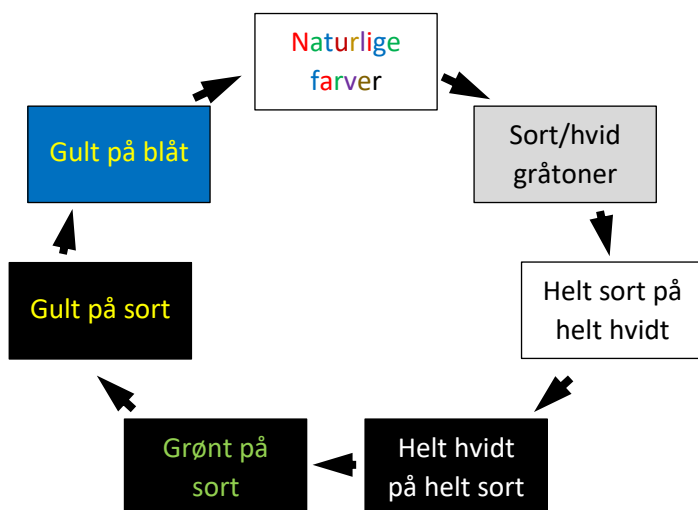 Naturlige
farver
Sort/hvid
gråtoner
Helt sort på
helt hvidt
Helt hvidt
på helt sort
Grønt på
sort
Gult på sort
Gult på blåt